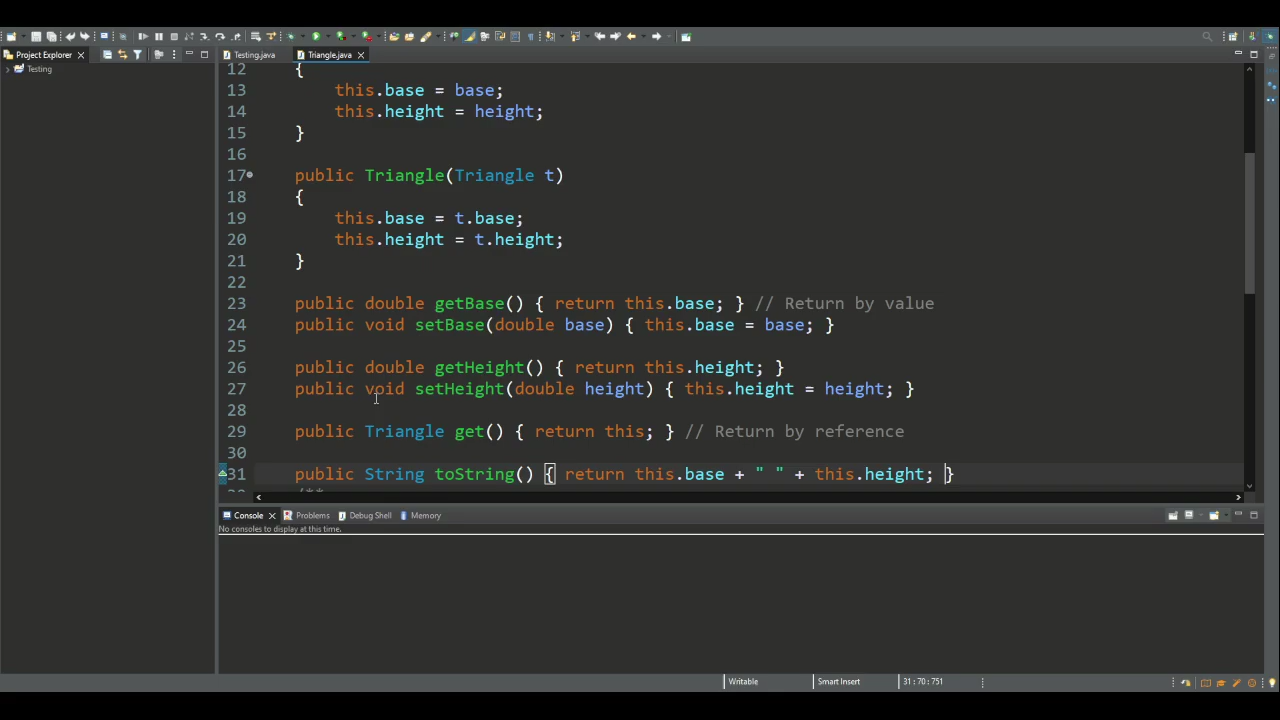 Project Explorer
Testing.java
Triangle.java
Testing
12 {
13 this.base = base;
14 this.height = height;
15 }
16
17 public Triangle(Triangle t)
18 {
19 this.base = t.base;
20 this.height = t.height;
21 }
22
23 public double getBase() { return this.base; } // Return by value
24 public void setBase(double base) { this.base = base; }
25
26 public double getHeight() { return this.height; }
27 public void setHeight(double height) { this.height = height; }
28
29 public Triangle get() { return this; } // Return by reference
30
31 public String toString() { return this.base + " " + this.height; }
Console
Problems
Debug Shell
Memory
No consoles to display at this time.
Writable
Smart Insert
31 : 70 : 751